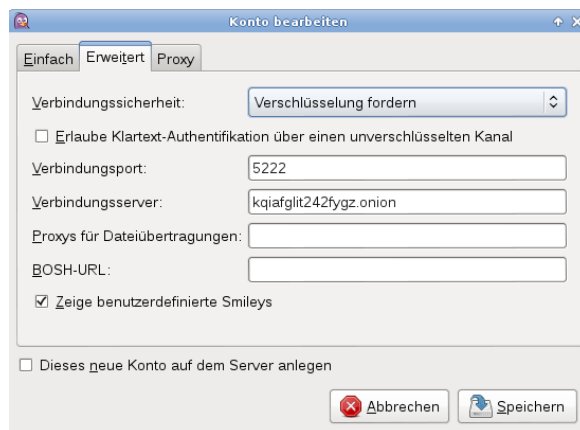 Konto bearbeiten
Einfach Erweitert Proxy
Verbindungssicherheit: Verschlüsselung fordern
Erlaube Klartext-Authentifikation über einen unverschlüsselten Kanal
Verbindungsport: 5222
Verbindungsserver: kqiafglit242fygz.onion
Proxys für Dateiübertragungen:
BOSH-URL:
Zeige benutzerdefinierte Smileys
Dieses neue Konto auf dem Server anlegen
Abbrechen Speichern